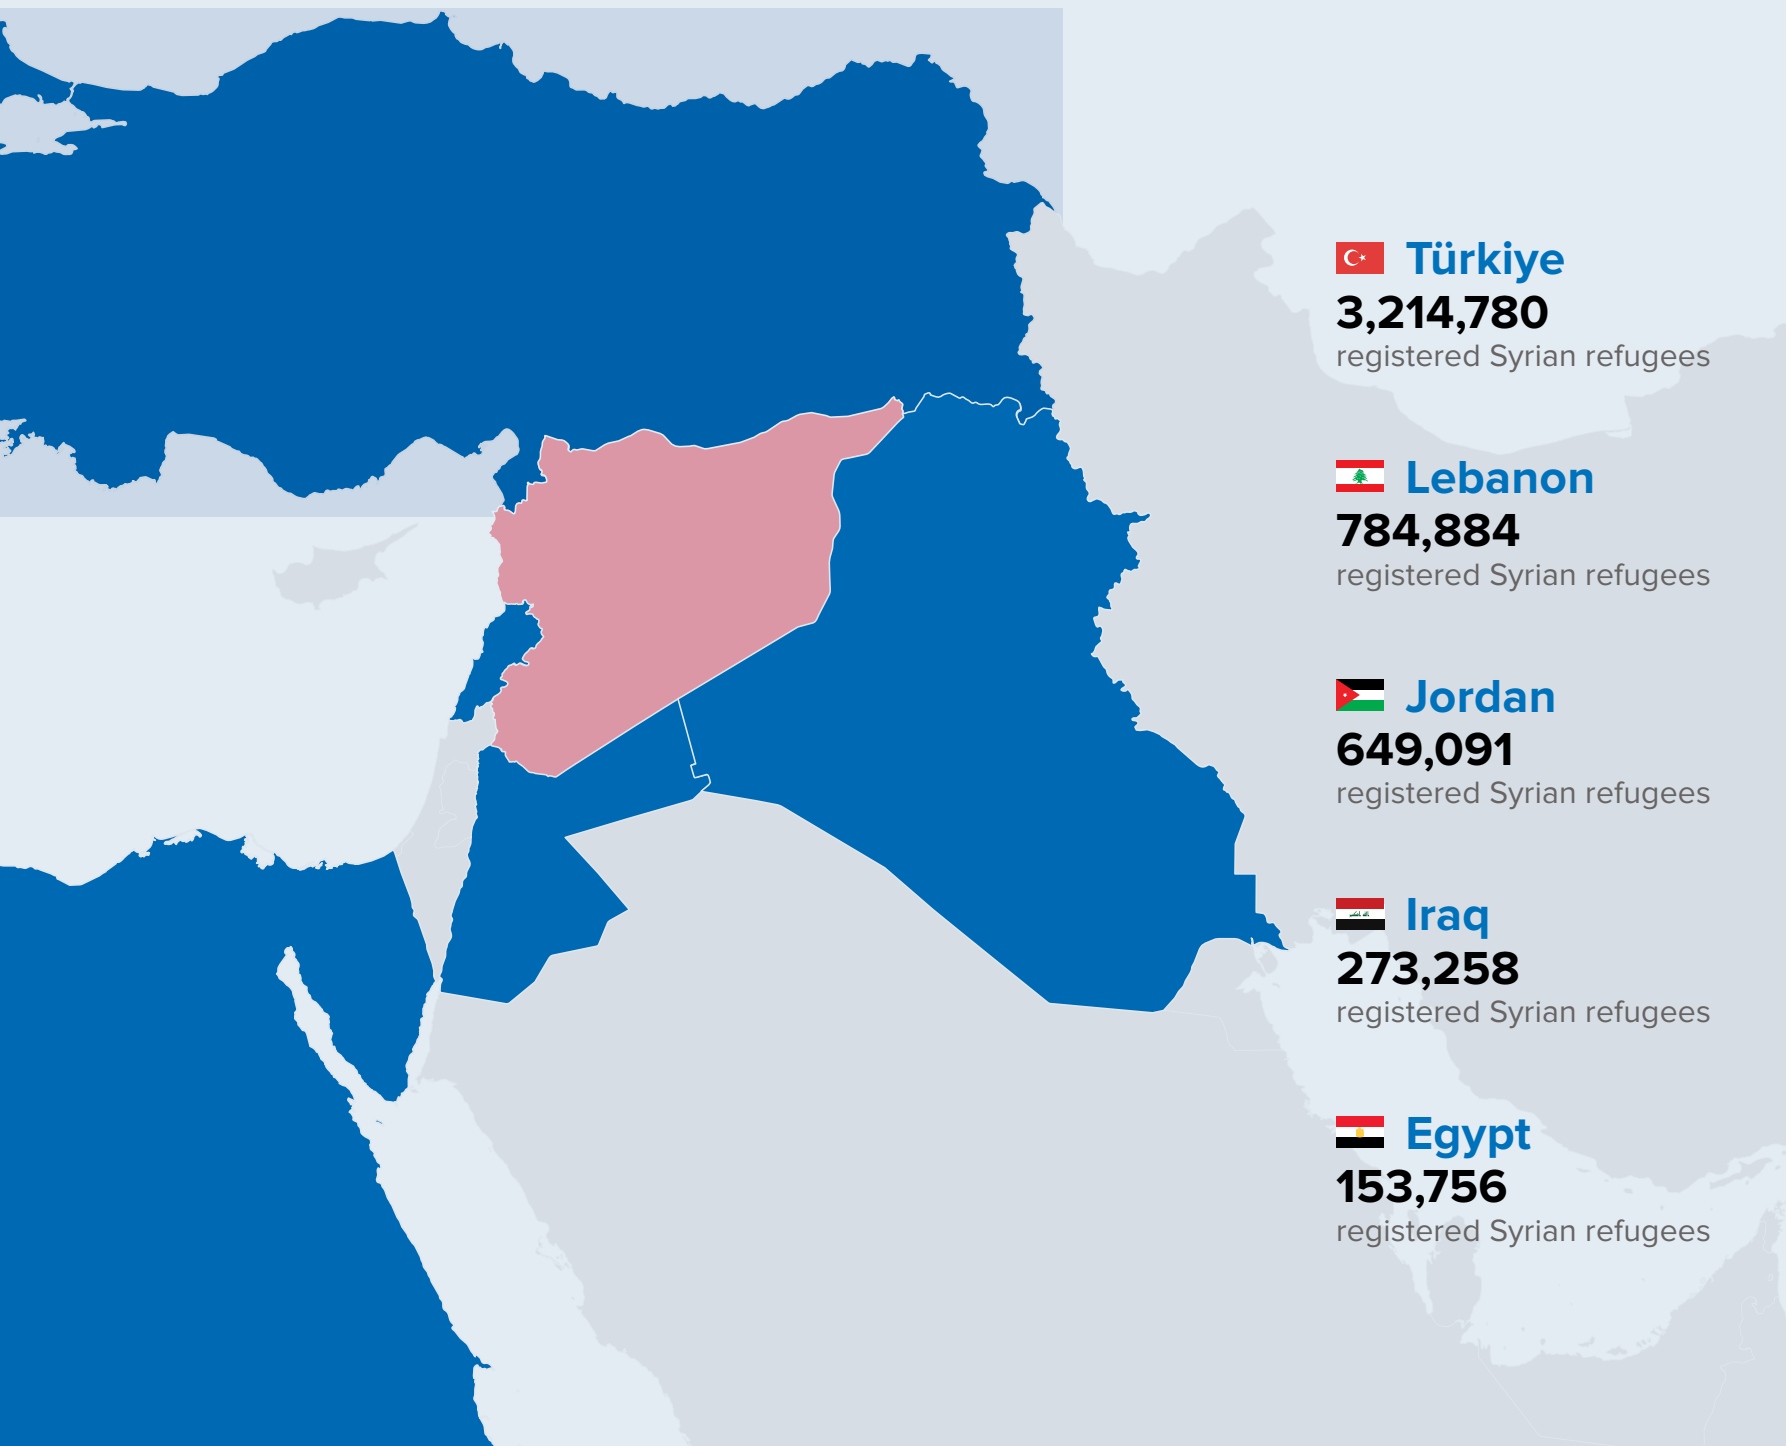 Türkiye
3,214,780
registered Syrian refugees
Lebanon
784,884
registered Syrian refugees
Jordan
649,091
registered Syrian refugees
Iraq
273,258
registered Syrian refugees
Egypt
153,756
registered Syrian refugees